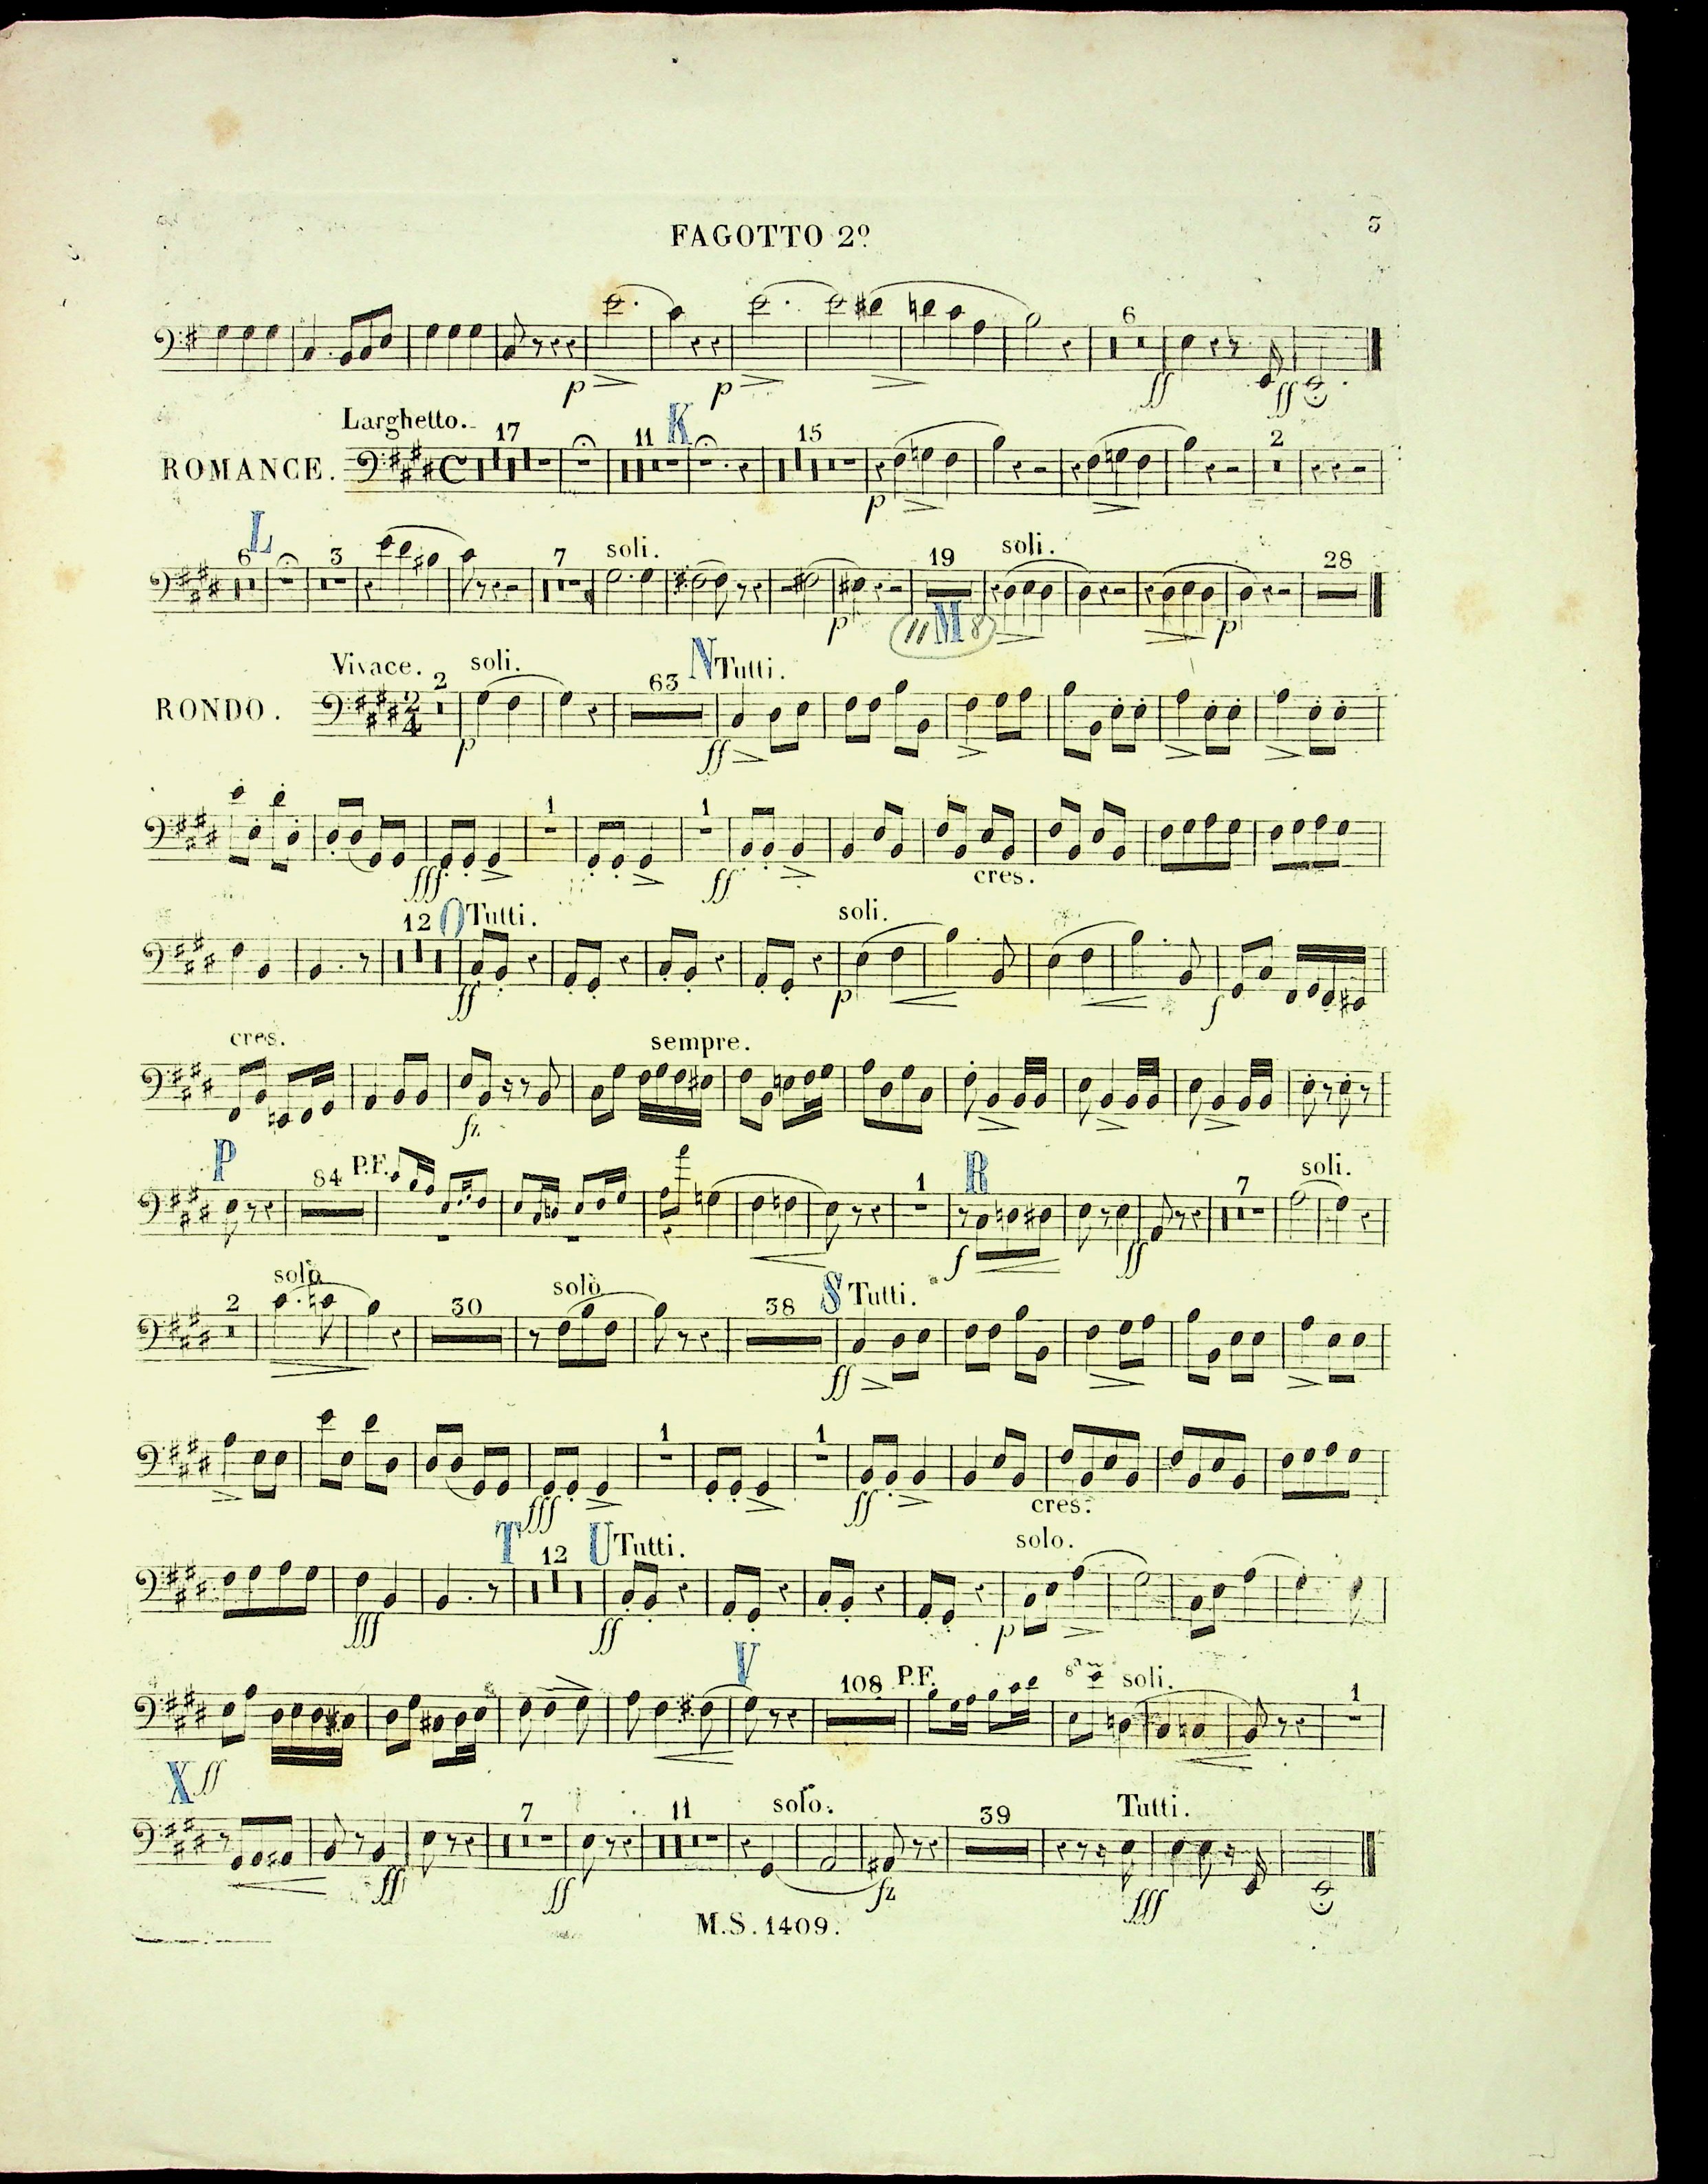 FAGOTTO 2º
3
6
p
p
ff
ff
Larghetto.
17
11
K
15
2
ROMANCE.
p
L
6
3
7
soli.
19
soli.
28
p
11 M 8
p
Vivace.
2
soli.
63
N
Tutti.
RONDO.
2
4
p
ff
1
1
fff
ff
cres.
12
O
Tutti.
soli.
ff
p
f
cres.
sempre.
fz
P
84
P.F.
1
R
7
soli.
f
ff
2
solo
30
solo
38
S
Tutti.
ff
1
1
fff
ff
cres.
T
12
U
Tutti.
solo.
fff
ff
p
V
108
P.F.
8ª
soli.
1
X
ff
7
11
solo.
39
Tutti.
ff
ff
fz
fff
M.S. 1409.